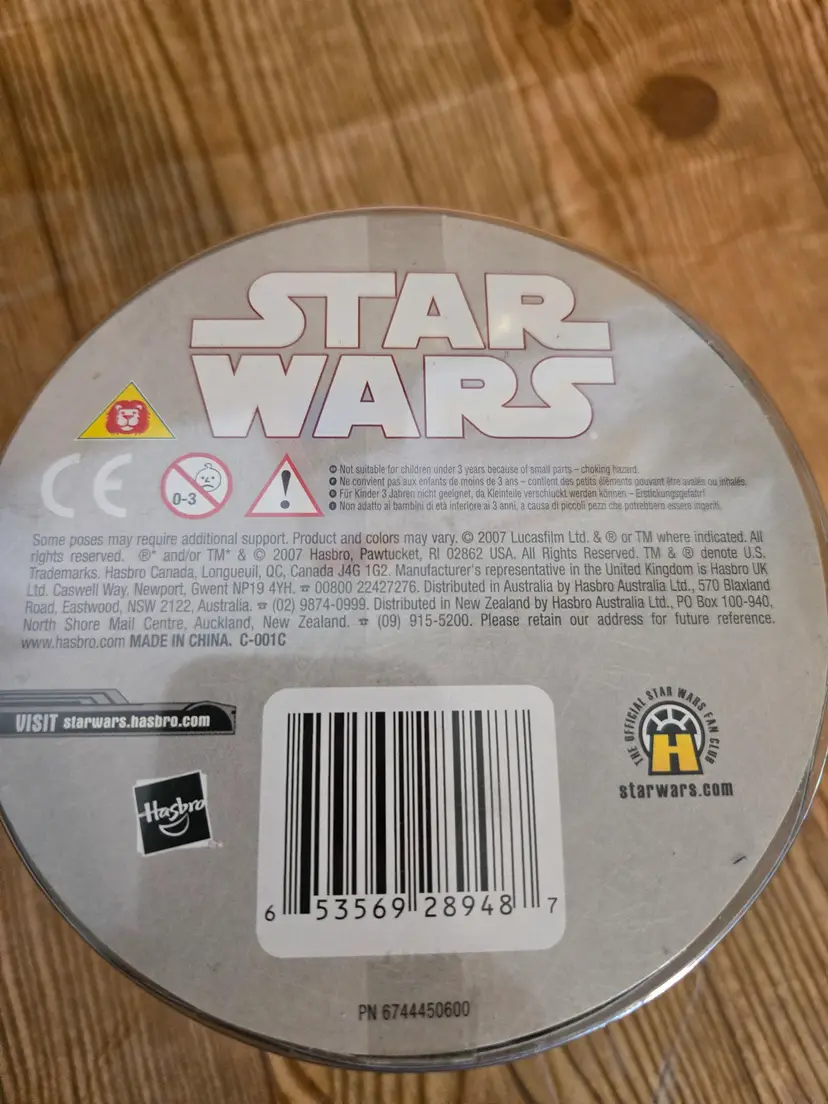 STAR
WARS
CE
0-3
Not suitable for children under 3 years because of small parts – choking hazard.
Ne convient pas aux enfants de moins de 3 ans – contient des petits éléments pouvant être avalés ou inhalés.
Für Kinder 3 Jahren nicht geeignet, da Kleinteile verschluckt werden können – Erstickungsgefahr!
Non adatto ai bambini di età inferiore ai 3 anni, a causa di piccoli pezzi che potrebbero essere ingeriti.
Some poses may require additional support. Product and colors may vary. © 2007 Lucasfilm Ltd. & ® or TM where indicated. All
rights reserved. ®* and/or TM* & © 2007 Hasbro, Pawtucket, RI 02862 USA. All Rights Reserved. TM & ® denote U.S.
Trademarks. Hasbro Canada, Longueuil, QC, Canada J4G 1G2. Manufacturer's representative in the United Kingdom is Hasbro UK
Ltd. Caswell Way, Newport, Gwent NP19 4YH. ☎ 00800 22427276. Distributed in Australia by Hasbro Australia Ltd., 570 Blaxland
Road, Eastwood, NSW 2122, Australia. ☎ (02) 9874-0999. Distributed in New Zealand by Hasbro Australia Ltd., PO Box 100-940,
North Shore Mail Centre, Auckland, New Zealand. ☎ (09) 915-5200. Please retain our address for future reference.
www.hasbro.com MADE IN CHINA. C-001C
VISIT starwars.hasbro.com
THE OFFICIAL STAR WARS FAN CLUB
H
starwars.com
Hasbro
6 53569 28948 7
PN 6744450600